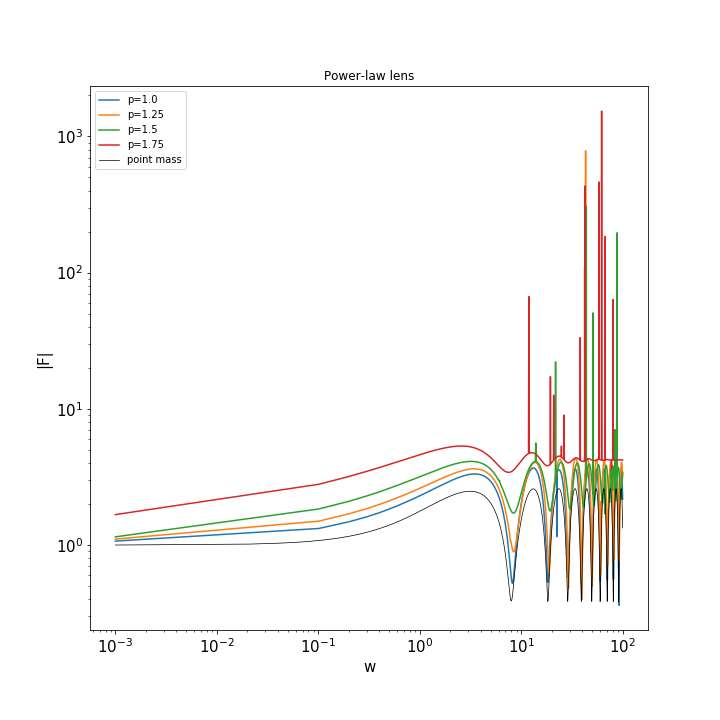 Power-law lens
p=1.0
p=1.25
p=1.5
p=1.75
point mass
|F|
10³
10²
10¹
10⁰
10⁻³ 10⁻² 10⁻¹ 10⁰ 10¹ 10²
w